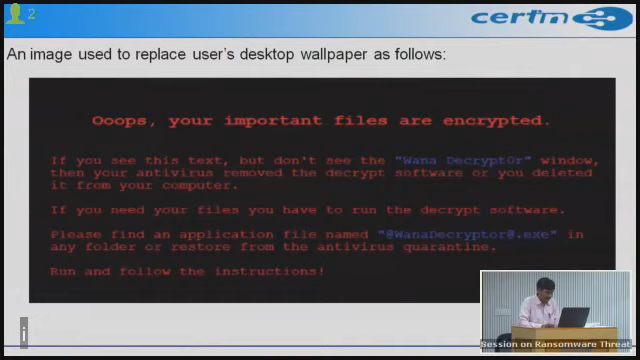 2
cert-in
An image used to replace user's desktop wallpaper as follows:
Ooops, your important files are encrypted.
If you see this text, but don't see the "Wana Decrypt0r" window,
then your antivirus removed the decrypt software or you deleted
it from your computer.
If you need your files you have to run the decrypt software.
Please find an application file named "@WanaDecryptor@.exe" in
any folder or restore from the antivirus quarantine.
Run and follow the instructions!
i
Session on Ransomware Threat